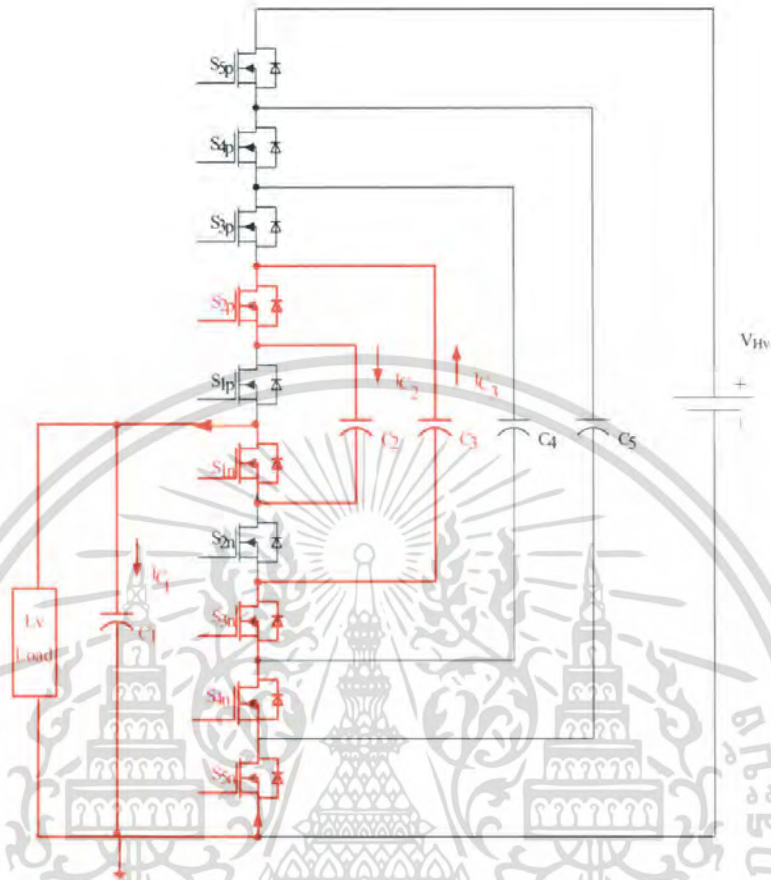 S5p
S4p
S3p
S2p
VHv
+
S1p
IC2
IC3
C2
C3
C4
C5
S1n
S2n
IC1
Lv
Load
C1
S3n
S4n
S5n